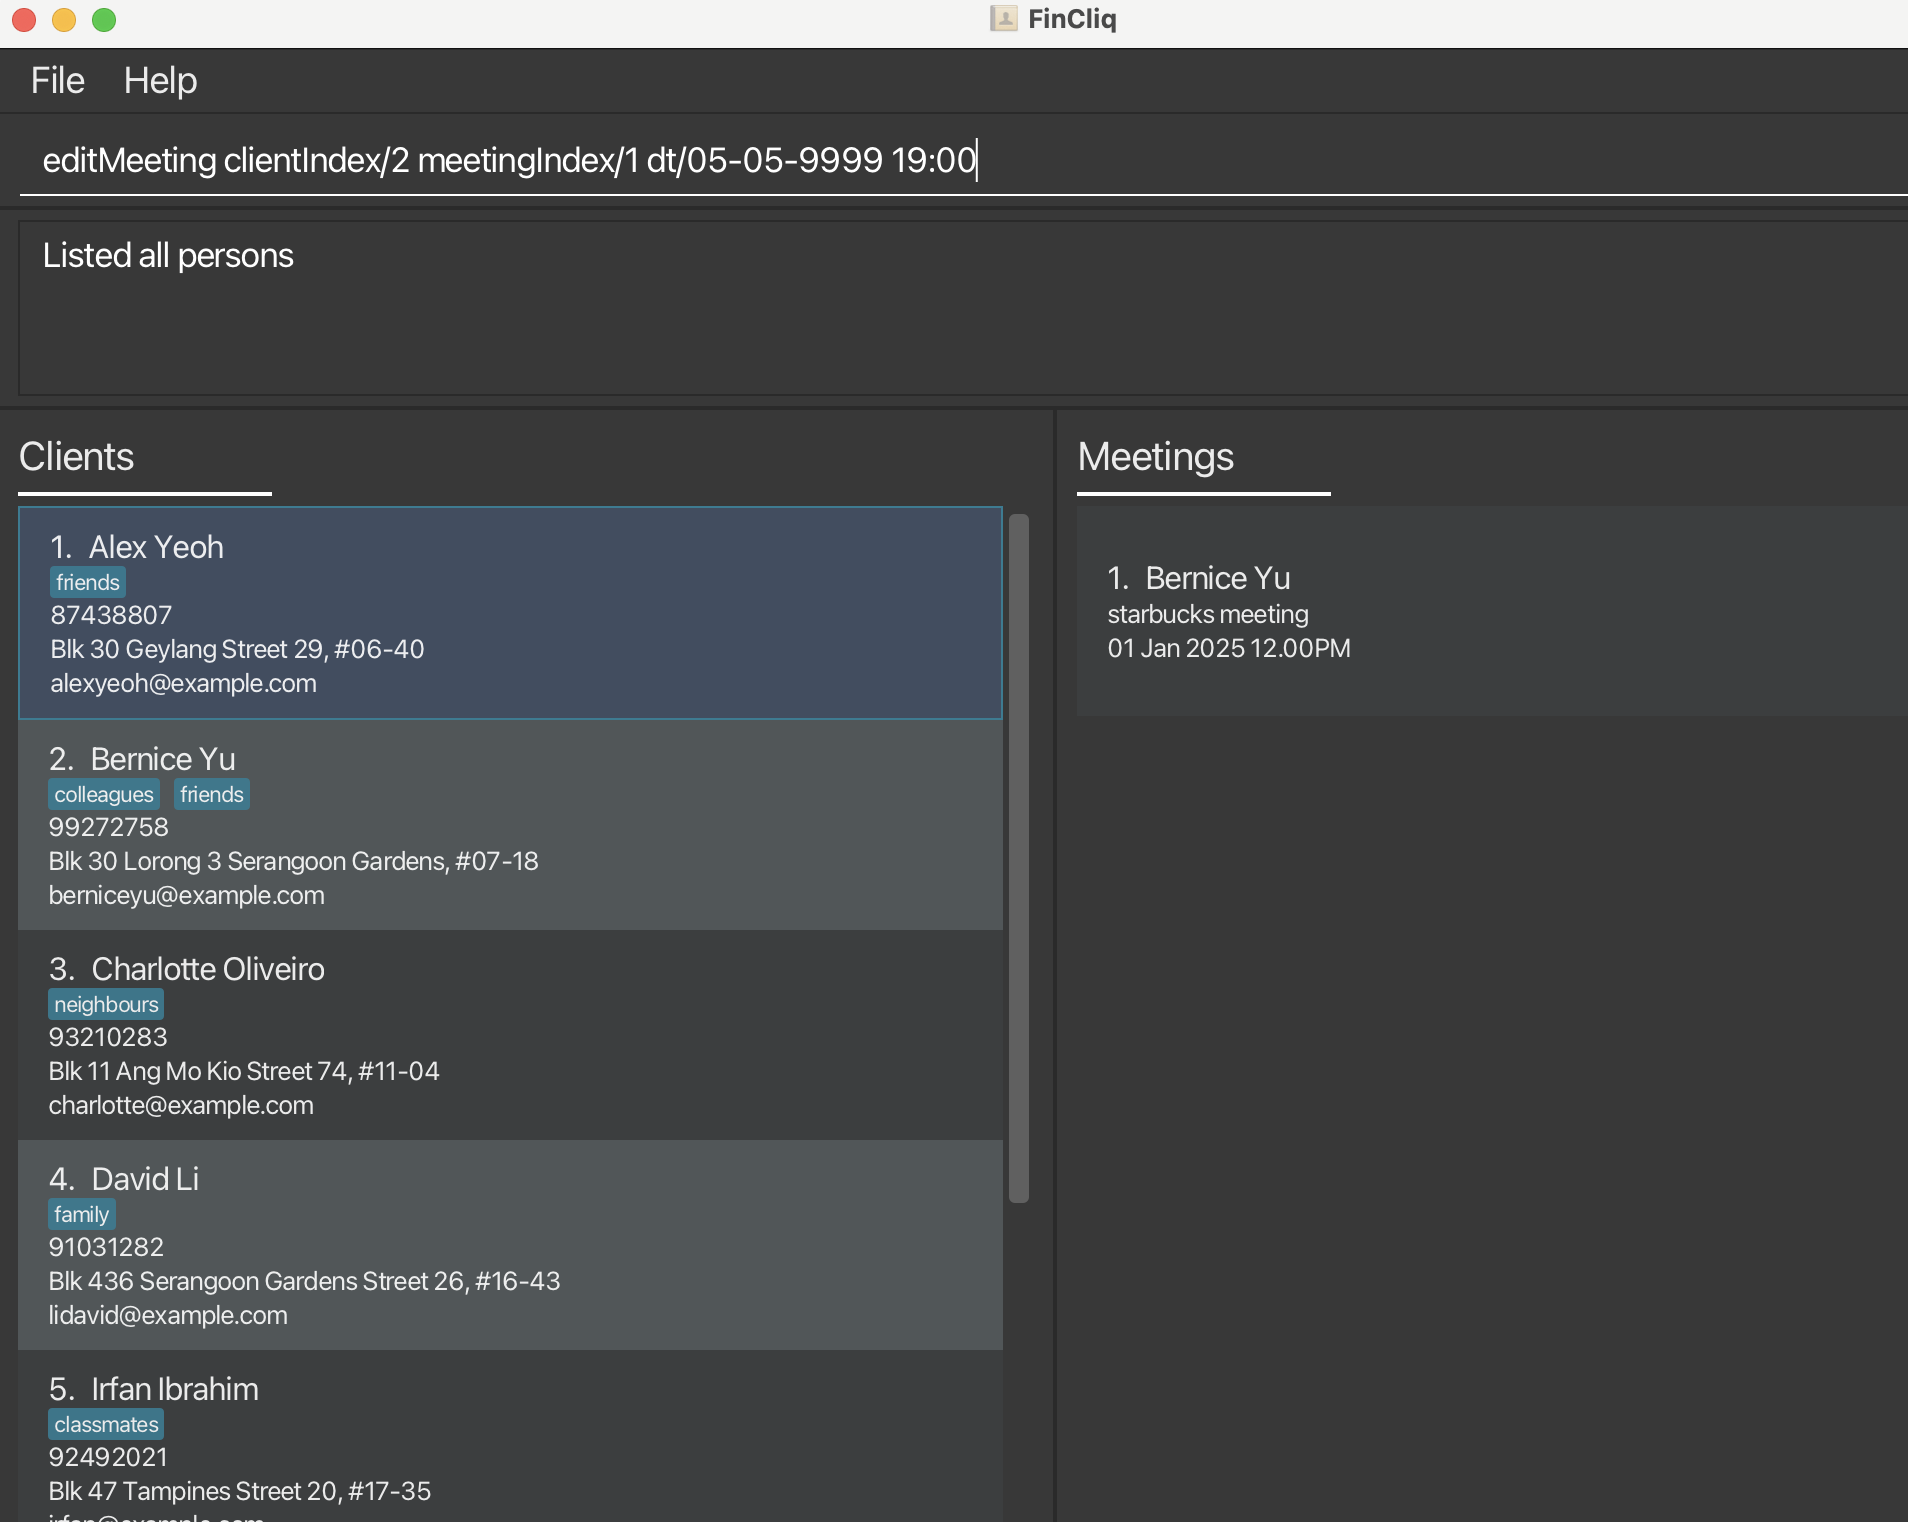 FinCliq
File Help
editMeeting clientIndex/2 meetingIndex/1 dt/05-05-9999 19:00
Listed all persons
Clients
1. Alex Yeoh
friends
87438807
Blk 30 Geylang Street 29, #06-40
alexyeoh@example.com
2. Bernice Yu
colleagues friends
99272758
Blk 30 Lorong 3 Serangoon Gardens, #07-18
berniceyu@example.com
3. Charlotte Oliveiro
neighbours
93210283
Blk 11 Ang Mo Kio Street 74, #11-04
charlotte@example.com
4. David Li
family
91031282
Blk 436 Serangoon Gardens Street 26, #16-43
lidavid@example.com
5. Irfan Ibrahim
classmates
92492021
Blk 47 Tampines Street 20, #17-35
irfan@example.com
Meetings
1. Bernice Yu
starbucks meeting
01 Jan 2025 12.00PM